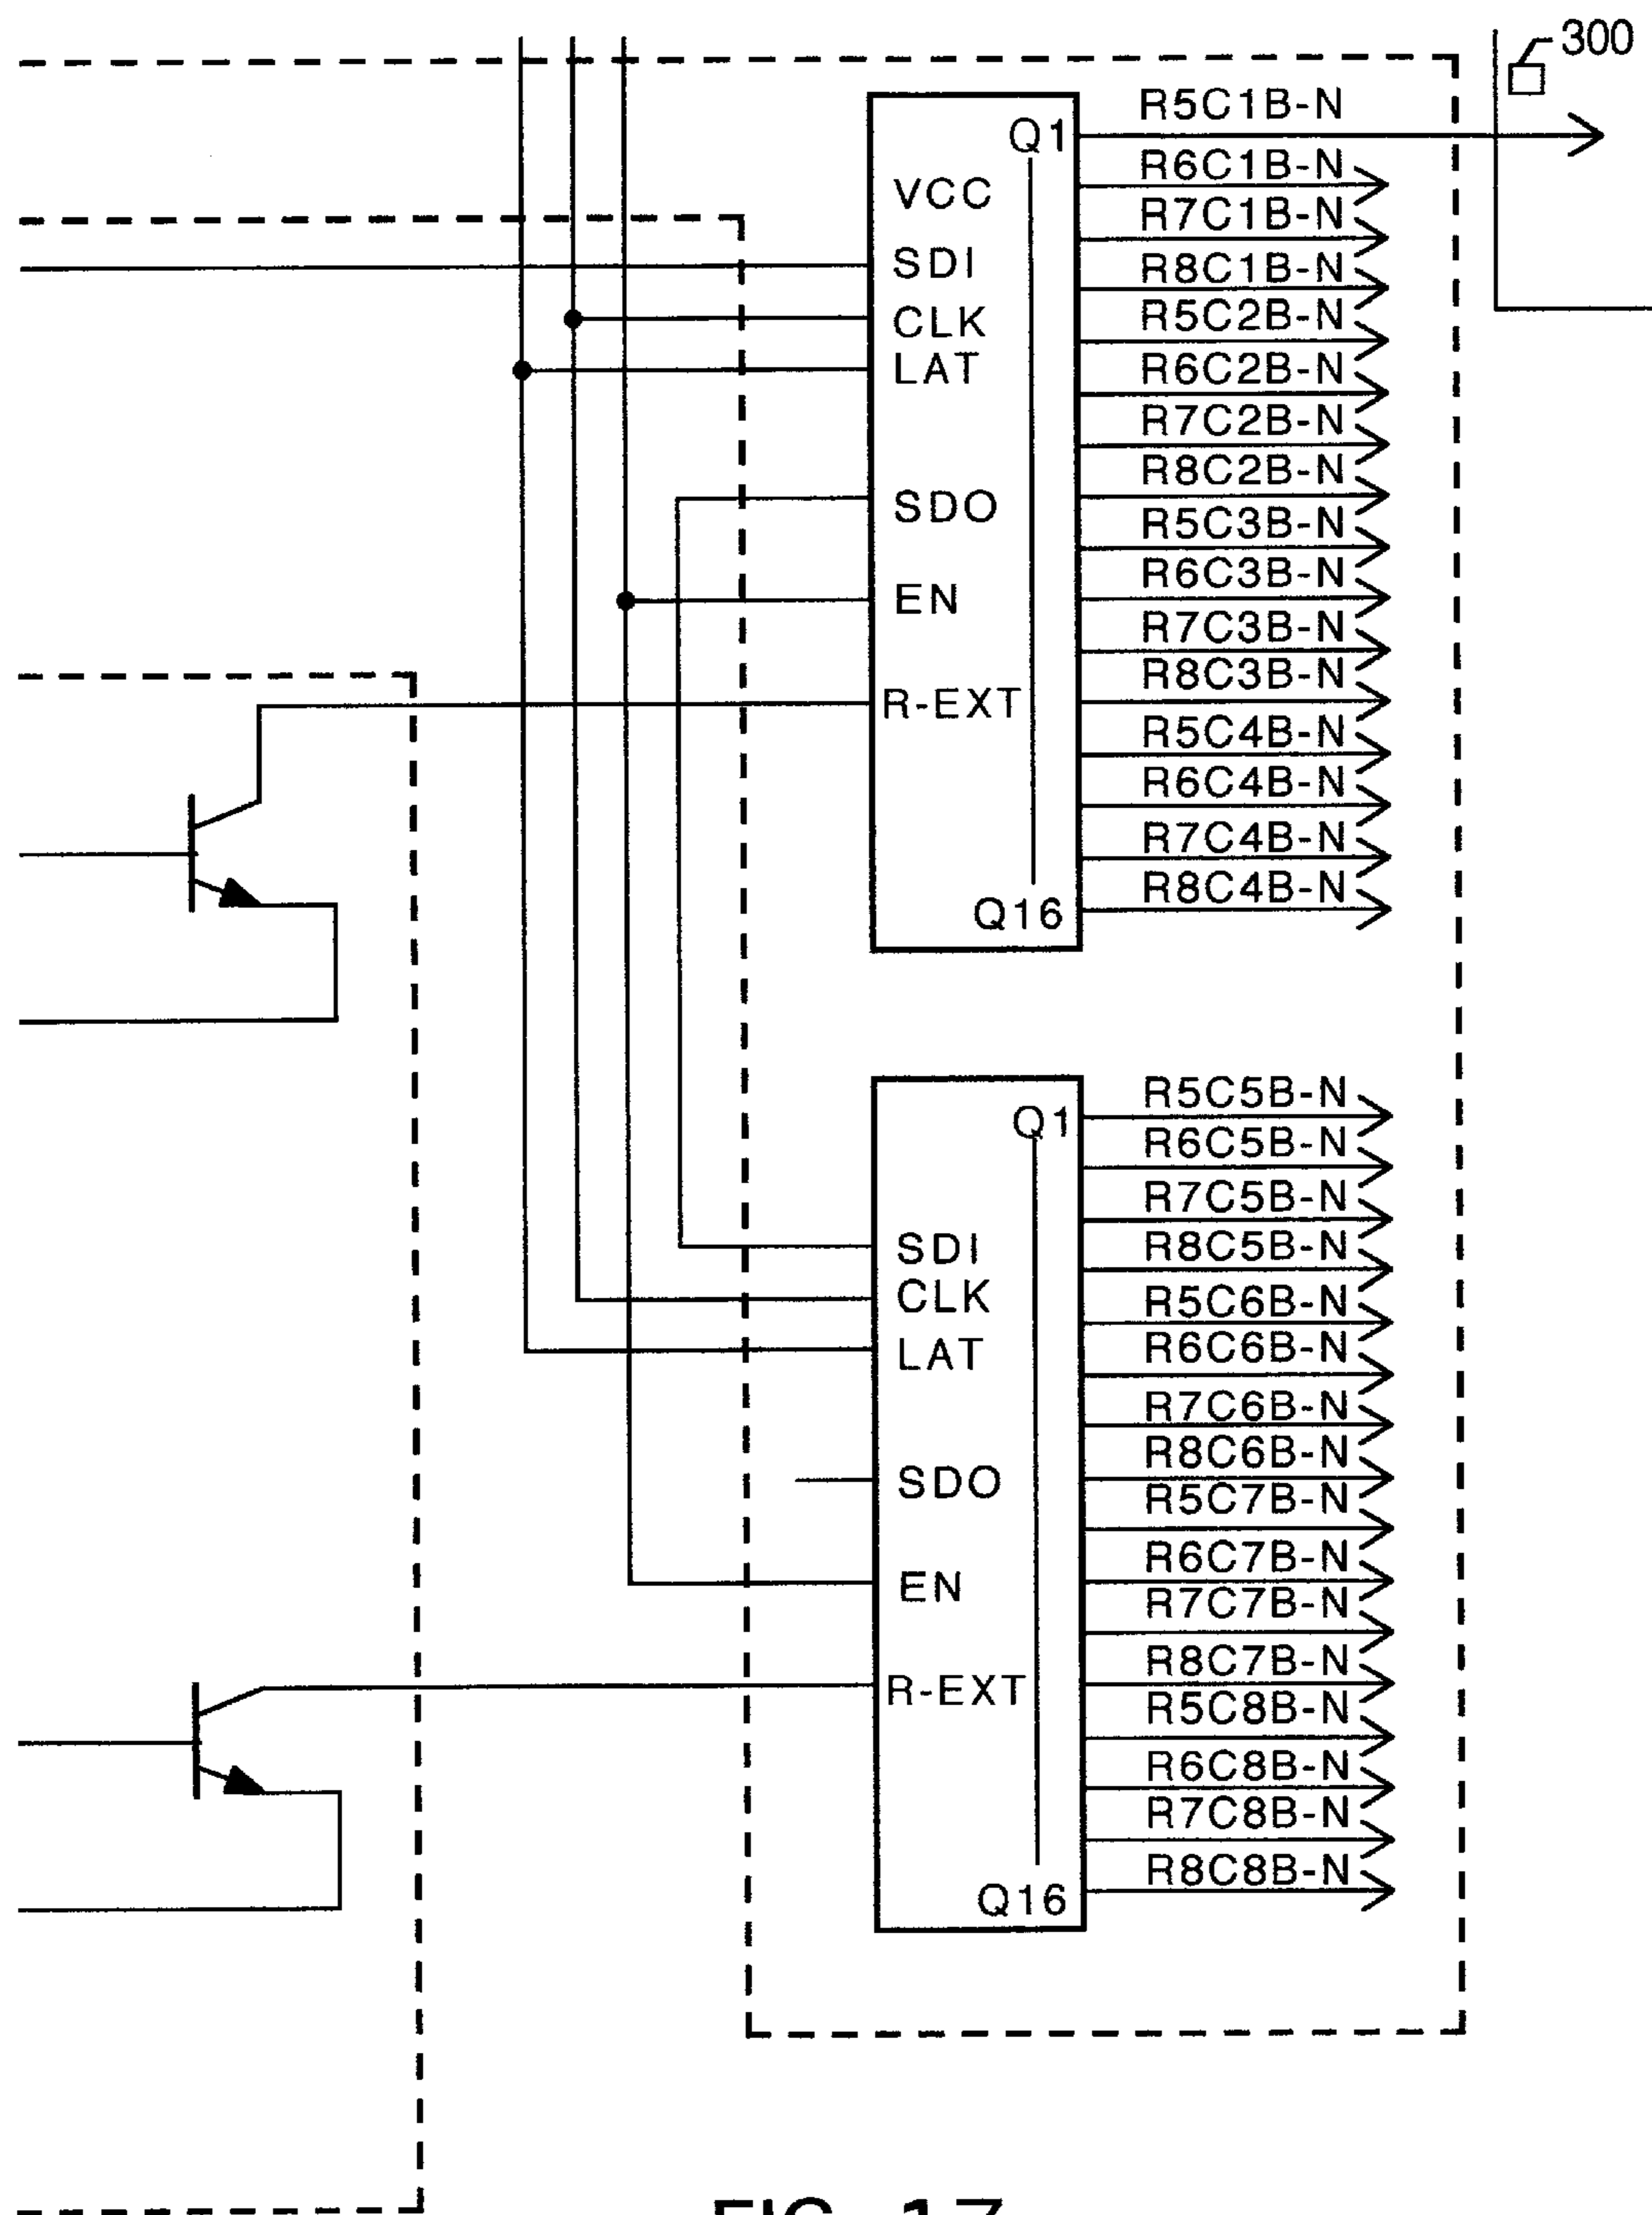 300
R5C1B-N
Q1
R6C1B-N
VCC
R7C1B-N
SDI
R8C1B-N
CLK
R5C2B-N
LAT
R6C2B-N
R7C2B-N
R8C2B-N
SDO
R5C3B-N
R6C3B-N
EN
R7C3B-N
R8C3B-N
R-EXT
R5C4B-N
R6C4B-N
R7C4B-N
R8C4B-N
Q16
R5C5B-N
Q1
R6C5B-N
R7C5B-N
SDI
R8C5B-N
CLK
R5C6B-N
LAT
R6C6B-N
R7C6B-N
R8C6B-N
SDO
R5C7B-N
R6C7B-N
EN
R7C7B-N
R8C7B-N
R-EXT
R5C8B-N
R6C8B-N
R7C8B-N
R8C8B-N
Q16
FIG. 17